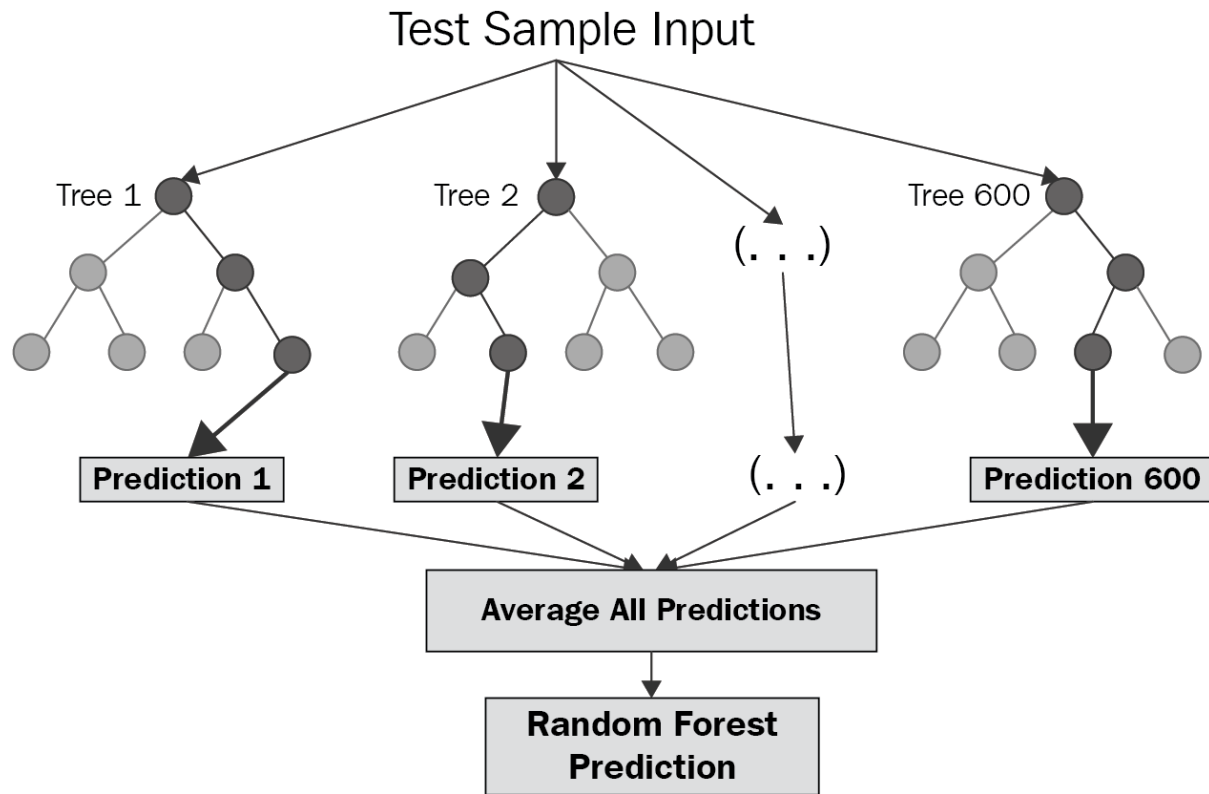 Test Sample Input
Tree 1
Tree 2
(. . .)
Tree 600
Prediction 1
Prediction 2
(. . .)
Prediction 600
Average All Predictions
Random Forest
Prediction